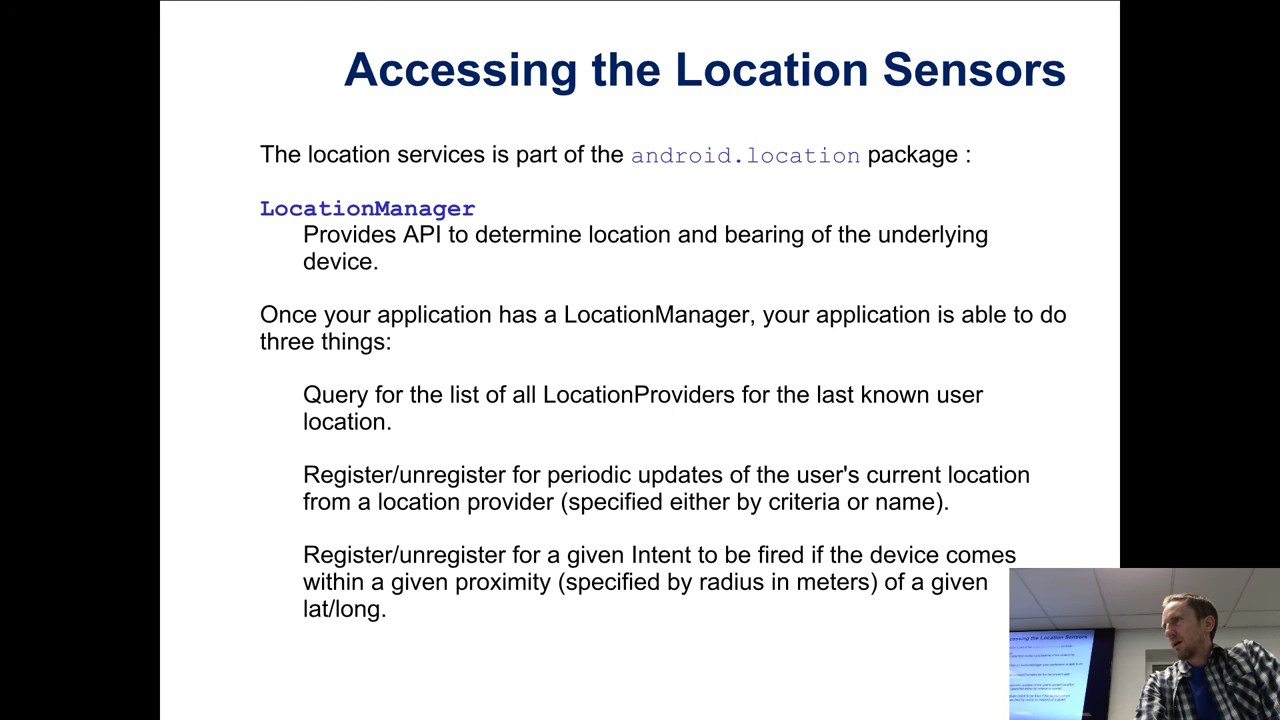 Accessing the Location Sensors
The location services is part of the android.location package :
LocationManager
Provides API to determine location and bearing of the underlying
device.
Once your application has a LocationManager, your application is able to do
three things:
Query for the list of all LocationProviders for the last known user
location.
Register/unregister for periodic updates of the user's current location
from a location provider (specified either by criteria or name).
Register/unregister for a given Intent to be fired if the device comes
within a given proximity (specified by radius in meters) of a given
lat/long.
Accessing the Location Sensors